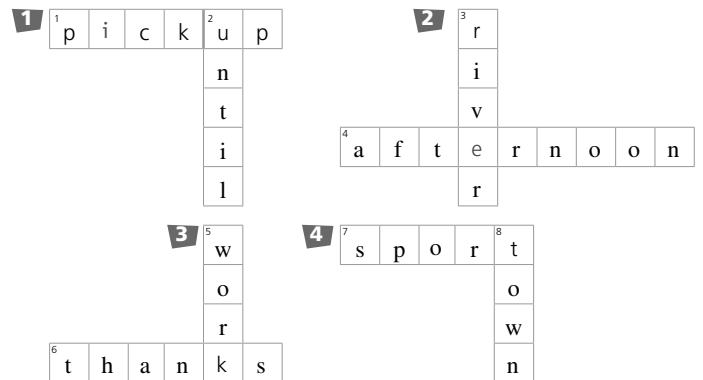 1 1 p i c k 2 u p 2 3 r
n i
t v
i 4 a f t e r n o o n
l r
3 5 w 4 7 s p o r 8 t
o o
r w
6 t h a n k s n